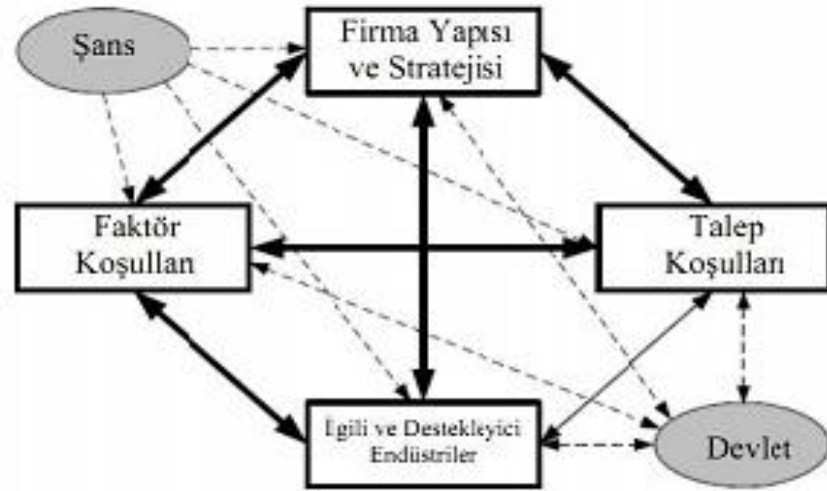 Şans
Firma Yapısı
ve Stratejisi
Faktör
Koşulları
Talep
Koşulları
İlgili ve Destekleyici
Endüstriler
Devlet